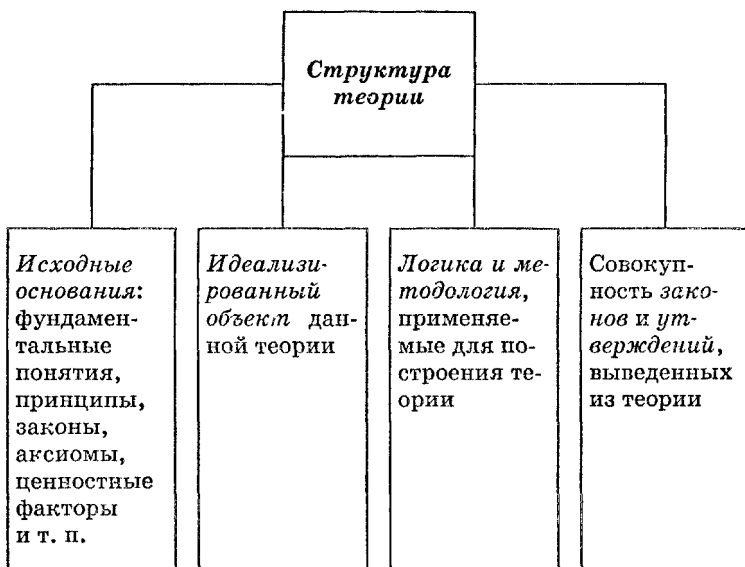 Структура
теории
Исходные
основания:
фундамен-
тальные
понятия,
принципы,
законы,
аксиомы,
ценностные
факторы
и т. п.
Идеализи-
рованный
объект дан-
ной теории
Логика и ме-
тодология,
применяе-
мые для по-
строения те-
ории
Совокуп-
ность зако-
нов и ут-
верждений,
выведенных
из теории